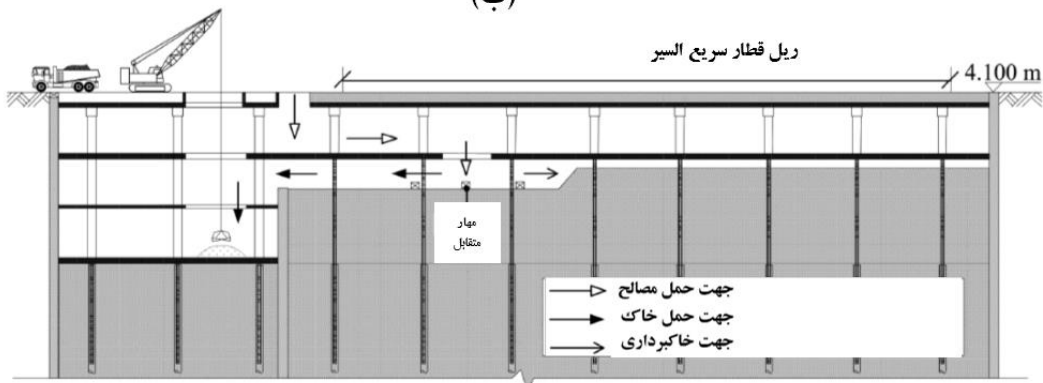 (ب)
ریل قطار سریع السیر
4.100 m
مهار
متقابل
جهت حمل مصالح
جهت حمل خاک
جهت خاکبرداری